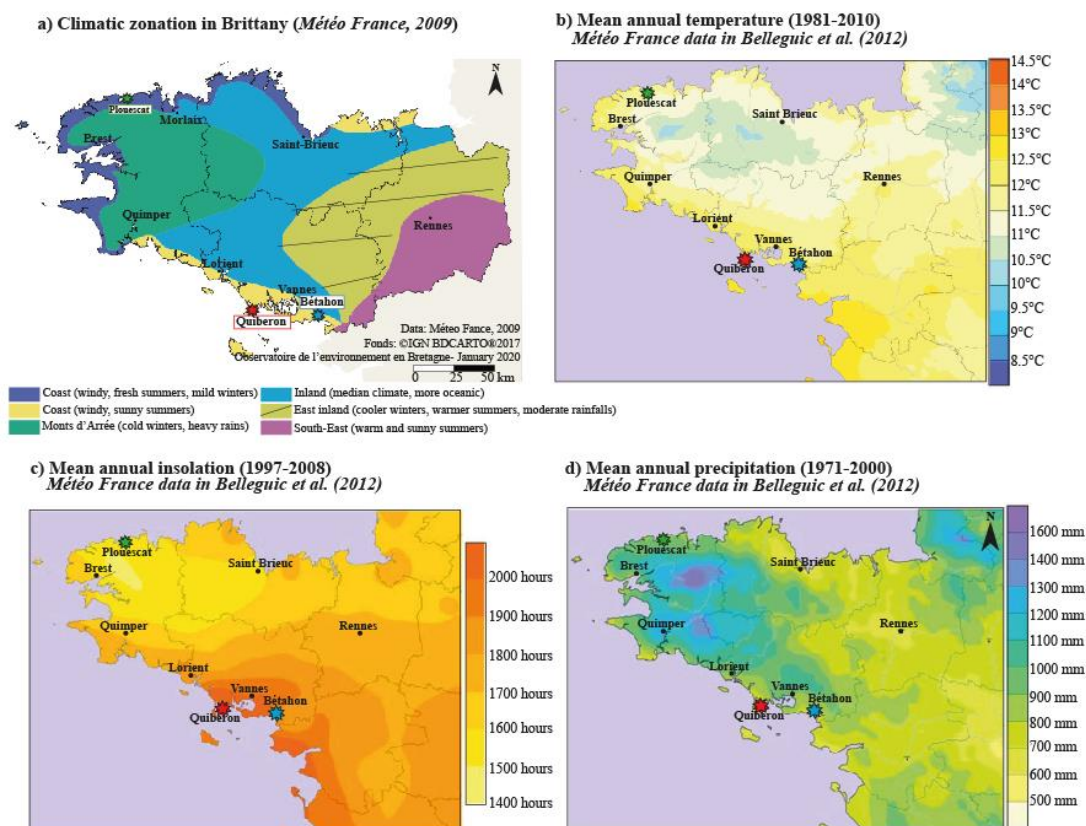 a) Climatic zonation in Brittany (Météo France, 2009)
N
Plouescat
Morlaix
Brest
Saint-Brieuc
Quimper
Rennes
Lorient
Vannes
Bétahon
Quiberon
Data: Méteo Fance, 2009
Fonds: ©IGN BDCARTO®2017
Observatoire de l'environnement en Bretagne- January 2020
0 25 50 km
Coast (windy, fresh summers, mild winters)
Coast (windy, sunny summers)
Monts d'Arrée (cold winters, heavy rains)
Inland (median climate, more oceanic)
East inland (cooler winters, warmer summers, moderate rainfalls)
South-East (warm and sunny summers)
b) Mean annual temperature (1981-2010)
Météo France data in Belleguic et al. (2012)
Plouescat
Brest
Saint Brieuc
Quimper
Rennes
Lorient
Vannes
Bétahon
Quiberon
14.5°C
14°C
13.5°C
13°C
12.5°C
12°C
11.5°C
11°C
10.5°C
10°C
9.5°C
9°C
8.5°C
c) Mean annual insolation (1997-2008)
Météo France data in Belleguic et al. (2012)
Plouescat
Brest
Saint Brieuc
Quimper
Rennes
Lorient
Vannes
Bétahon
Quiberon
2000 hours
1900 hours
1800 hours
1700 hours
1600 hours
1500 hours
1400 hours
d) Mean annual precipitation (1971-2000)
Météo France data in Belleguic et al. (2012)
N
Plouescat
Brest
Saint Brieuc
Quimper
Rennes
Lorient
Vannes
Bétahon
Quiberon
1600 mm
1400 mm
1300 mm
1200 mm
1100 mm
1000 mm
900 mm
800 mm
700 mm
600 mm
500 mm